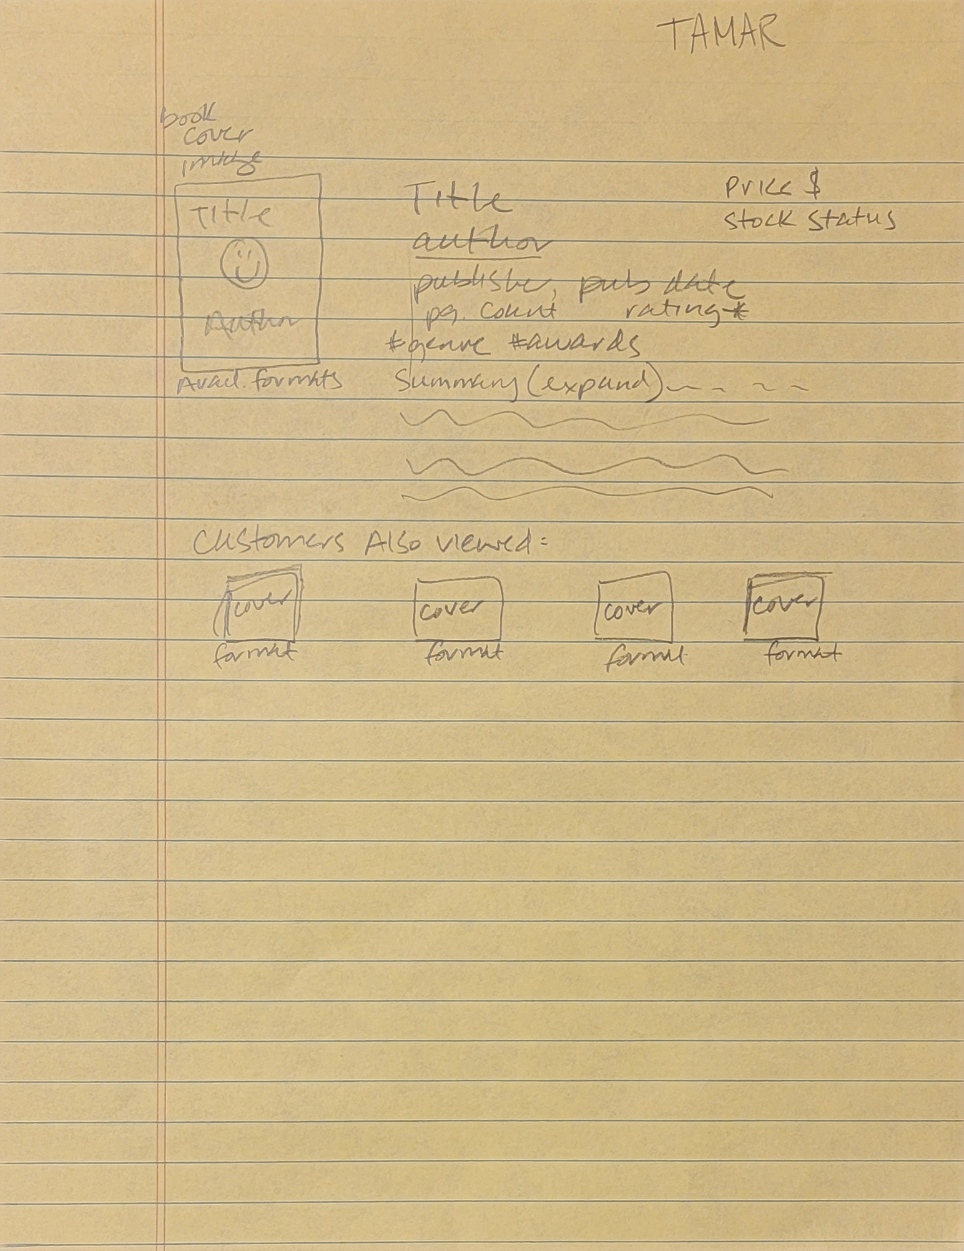 TAMAR
book
cover
image
Title
Author
Avail. formats
Title
author
publisher, pub date
pg. count rating*
#genre #awards
Summary (expand)
Price $
stock status
Customers Also viewed:
cover cover cover cover
format format format format